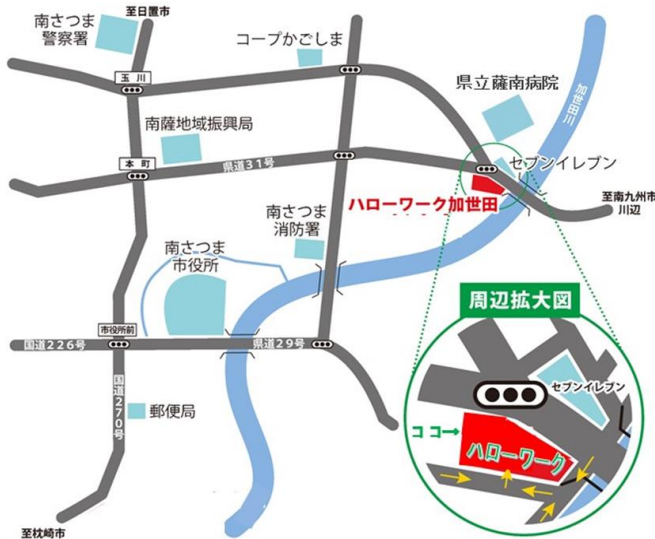 至日置市
南さつま
警察署
コープかごしま
玉川
県立薩南病院
加世田川
南薩地域振興局
本町
県道31号
セブンイレブン
ハローワーク加世田
至南九州市
川辺
南さつま
消防署
南さつま
市役所
周辺拡大図
市役所前
国道226号
県道29号
セブンイレブン
国道270号
郵便局
ココ→
ハローワーク
至枕崎市